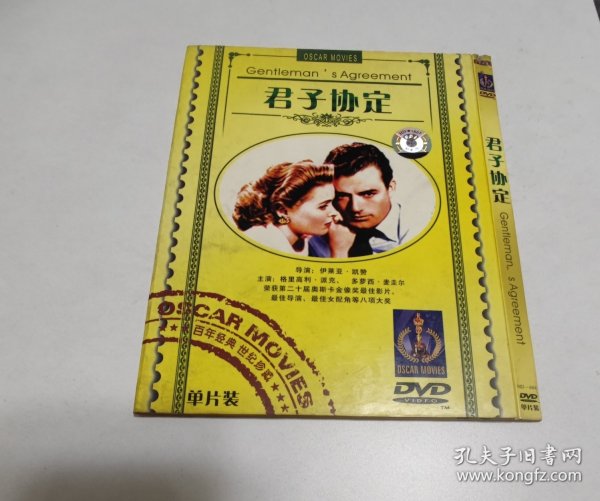 OSCAR MOVIES
Gentleman's Agreement
君子协定
导演：伊莱亚·凯赞
主演：格里高利·派克、 多萝西·麦圭尔
荣获第二十届奥斯卡金像奖最佳影片、
最佳导演、最佳女配角等八项大奖
OSCAR MOVIES
百年经典 世纪珍藏
OSCAR MOVIES
DVD
VIDEO
TM
单片装
DVD
君子协定
Gentleman's Agreement
DVD
单片装
孔夫子旧书网
www.kongfz.com